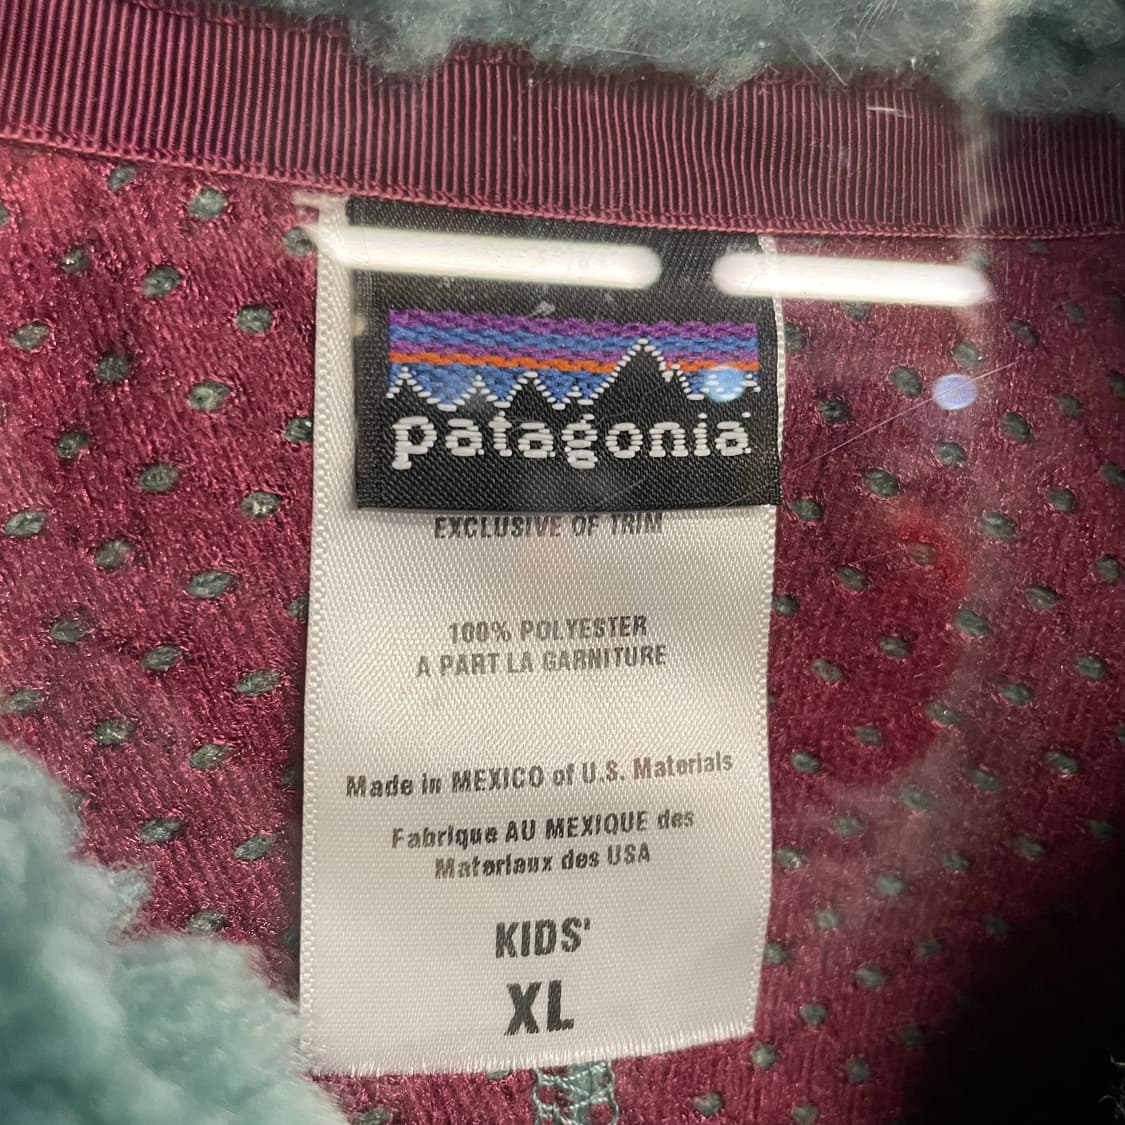 patagonia
EXCLUSIVE OF TRIM
100% POLYESTER
A PART LA GARNITURE
Made in MEXICO of U.S. Materials
Fabrique AU MEXIQUE des
Materiaux des USA
KIDS'
XL